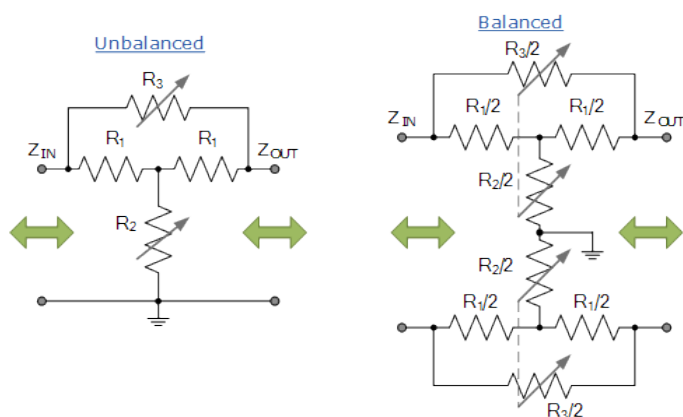 Unbalanced
R3
ZIN
R1
R1
ZOUT
R2
Balanced
R3/2
ZIN
R1/2
R1/2
ZOUT
R2/2
R2/2
R1/2
R1/2
R3/2